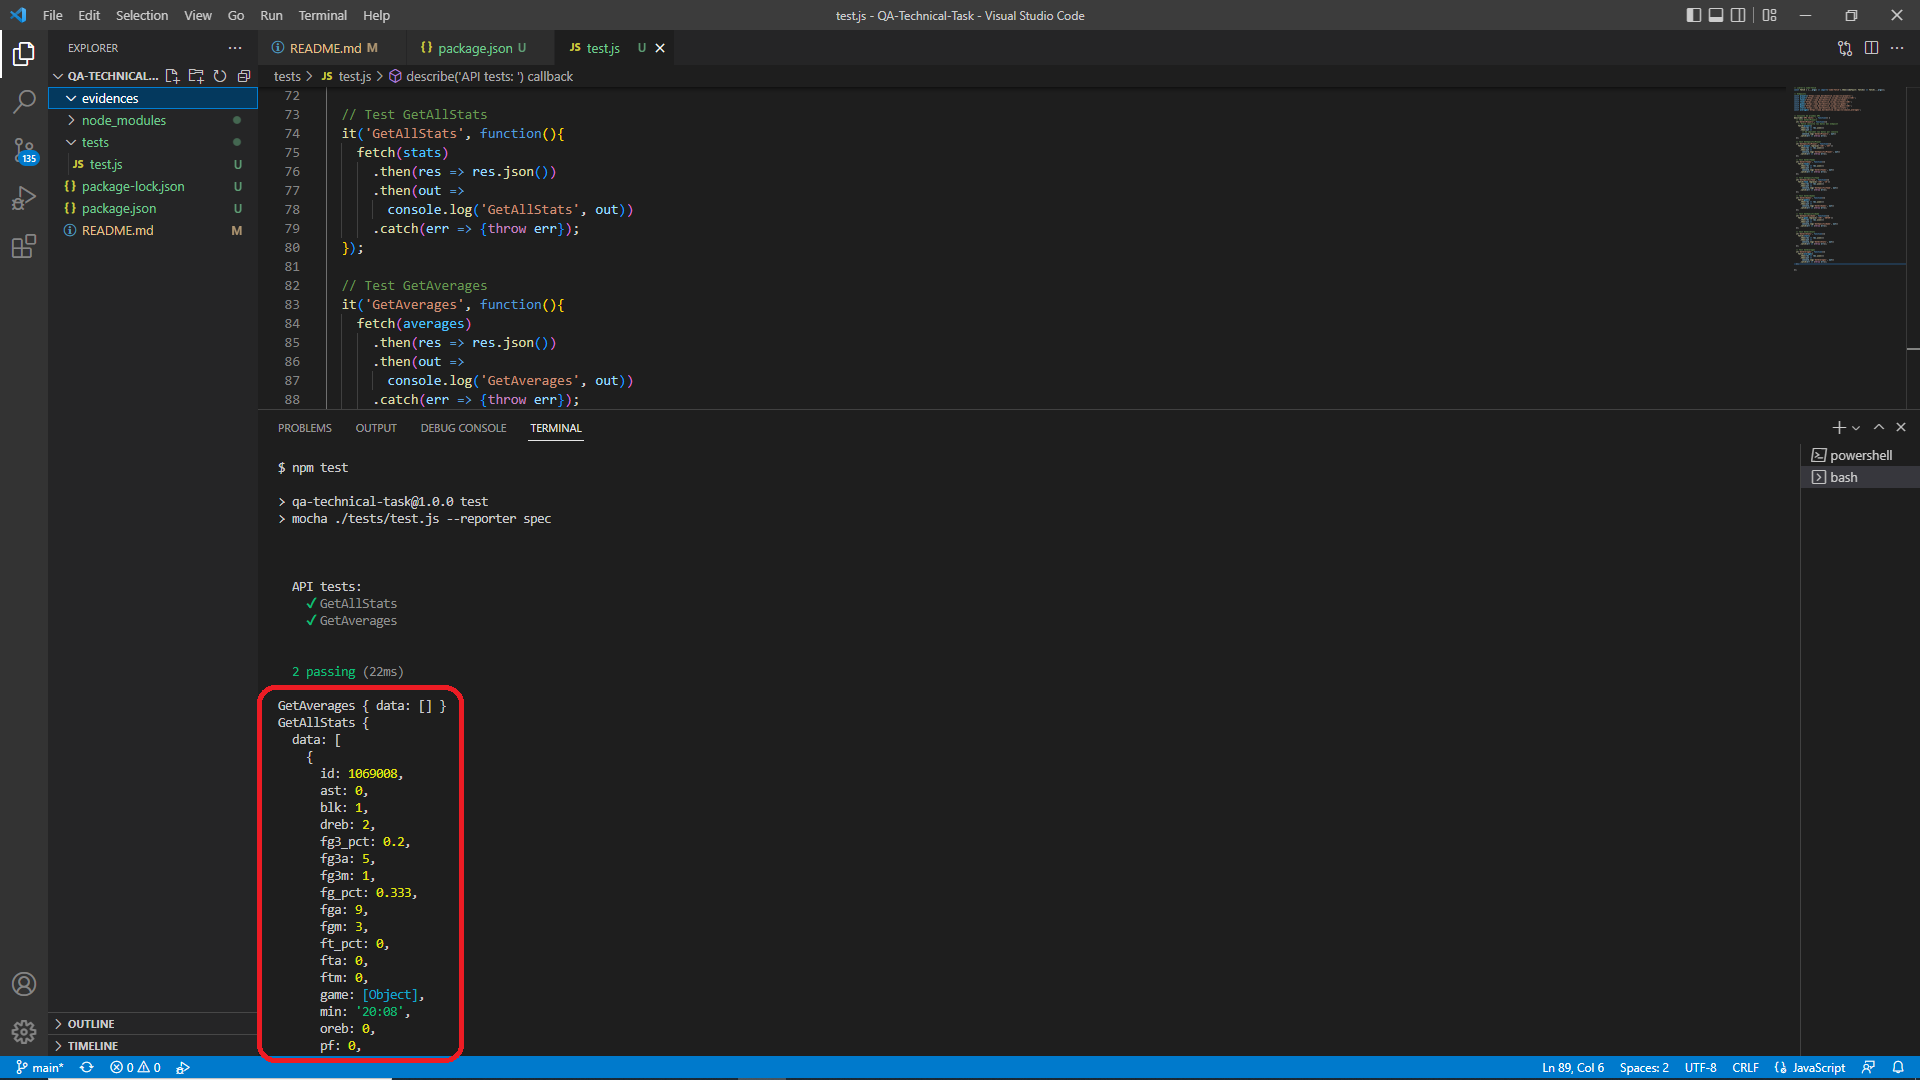 File Edit Selection View Go Run Terminal Help
test.js - QA-Technical-Task - Visual Studio Code
EXPLORER
QA-TECHNICAL...
evidences
node_modules
tests
JS test.js U
{} package-lock.json U
{} package.json U
README.md M
135
OUTLINE
TIMELINE
README.md M
{} package.json U
JS test.js U
tests > JS test.js > describe('API tests: ') callback
72
73 // Test GetAllStats
74 it('GetAllStats', function(){
75 fetch(stats)
76 .then(res => res.json())
77 .then(out =>
78 console.log('GetAllStats', out))
79 .catch(err => {throw err});
80 });
81
82 // Test GetAverages
83 it('GetAverages', function(){
84 fetch(averages)
85 .then(res => res.json())
86 .then(out =>
87 console.log('GetAverages', out))
88 .catch(err => {throw err});
PROBLEMS OUTPUT DEBUG CONSOLE TERMINAL
powershell
bash
$ npm test
> qa-technical-task@1.0.0 test
> mocha ./tests/test.js --reporter spec
API tests:
✓ GetAllStats
✓ GetAverages
2 passing (22ms)
GetAverages { data: [] }
GetAllStats {
data: [
{
id: 1069008,
ast: 0,
blk: 1,
dreb: 2,
fg3_pct: 0.2,
fg3a: 5,
fg3m: 1,
fg_pct: 0.333,
fga: 9,
fgm: 3,
ft_pct: 0,
fta: 0,
ftm: 0,
game: [Object],
min: '20:08',
oreb: 0,
pf: 0,
main* 0 0 Ln 89, Col 6 Spaces: 2 UTF-8 CRLF {} JavaScript